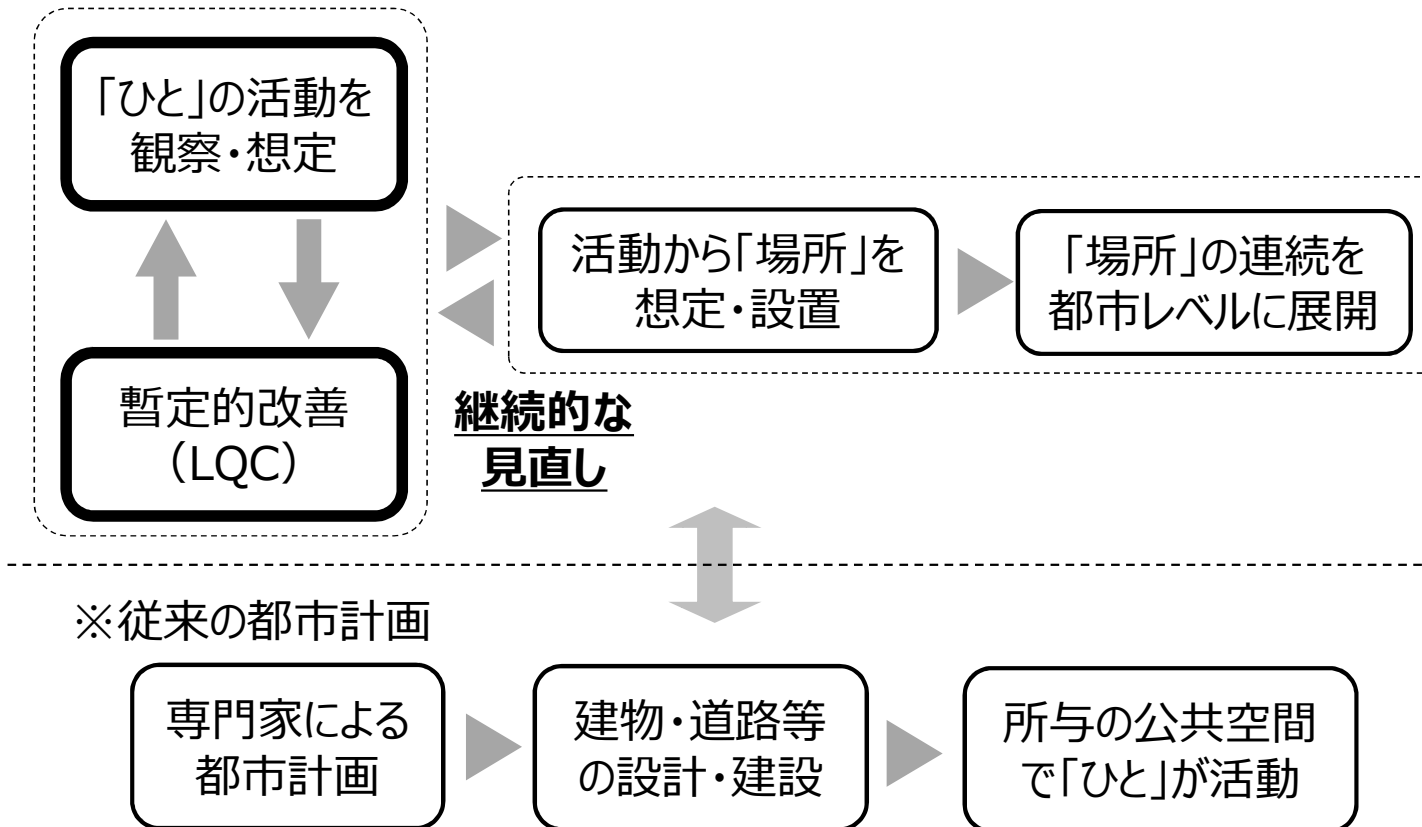 「ひと」の活動を
観察・想定
暫定的改善
（LQC）
継続的な
見直し
活動から「場所」を
想定・設置
「場所」の連続を
都市レベルに展開
※従来の都市計画
専門家による
都市計画
建物・道路等
の設計・建設
所与の公共空間
で「ひと」が活動